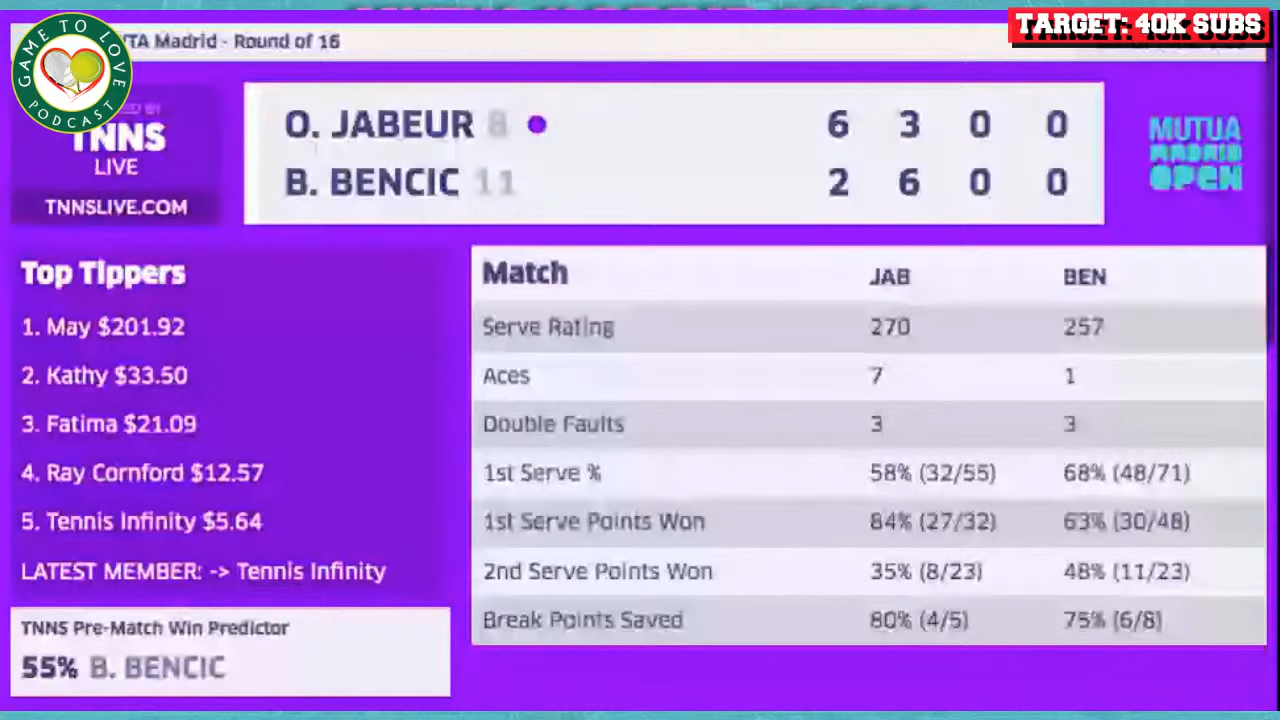 TARGET: 40K SUBS
GAME TO LOVE
PODCAST
TA Madrid - Round of 16
TNNS
LIVE
TNNSLIVE.COM
O. JABEUR 8 6 3 0 0
B. BENCIC 11 2 6 0 0
MUTUA
MADRID
OPEN
Top Tippers
1. May $201.92
2. Kathy $33.50
3. Fatima $21.09
4. Ray Cornford $12.57
5. Tennis Infinity $5.64
LATEST MEMBER: -> Tennis Infinity
TNNS Pre-Match Win Predictor
55% B. BENCIC
Match JAB BEN
Serve Rating 270 257
Aces 7 1
Double Faults 3 3
1st Serve % 58% (32/55) 68% (48/71)
1st Serve Points Won 84% (27/32) 63% (30/48)
2nd Serve Points Won 35% (8/23) 48% (11/23)
Break Points Saved 80% (4/5) 75% (6/8)